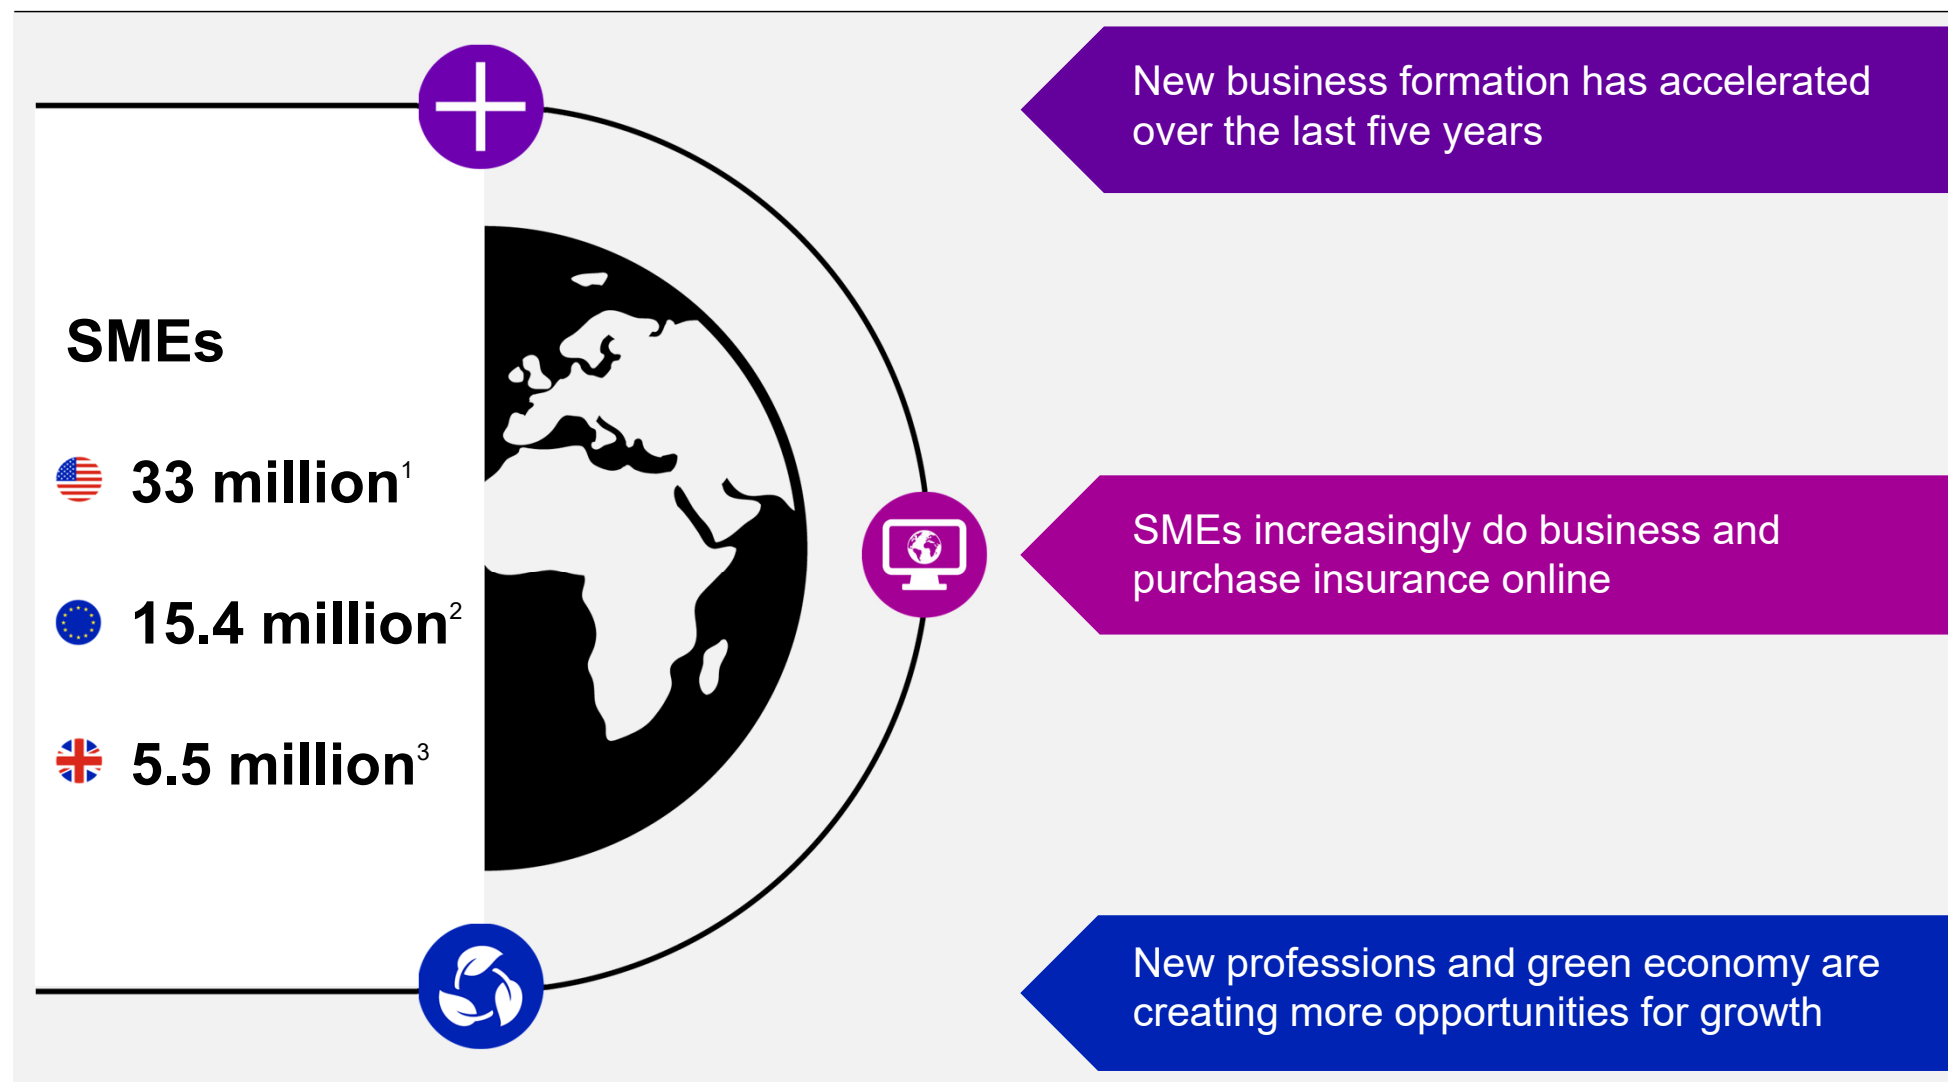 SMEs
33 million¹
15.4 million²
5.5 million³
New business formation has accelerated
over the last five years
SMEs increasingly do business and
purchase insurance online
New professions and green economy are
creating more opportunities for growth